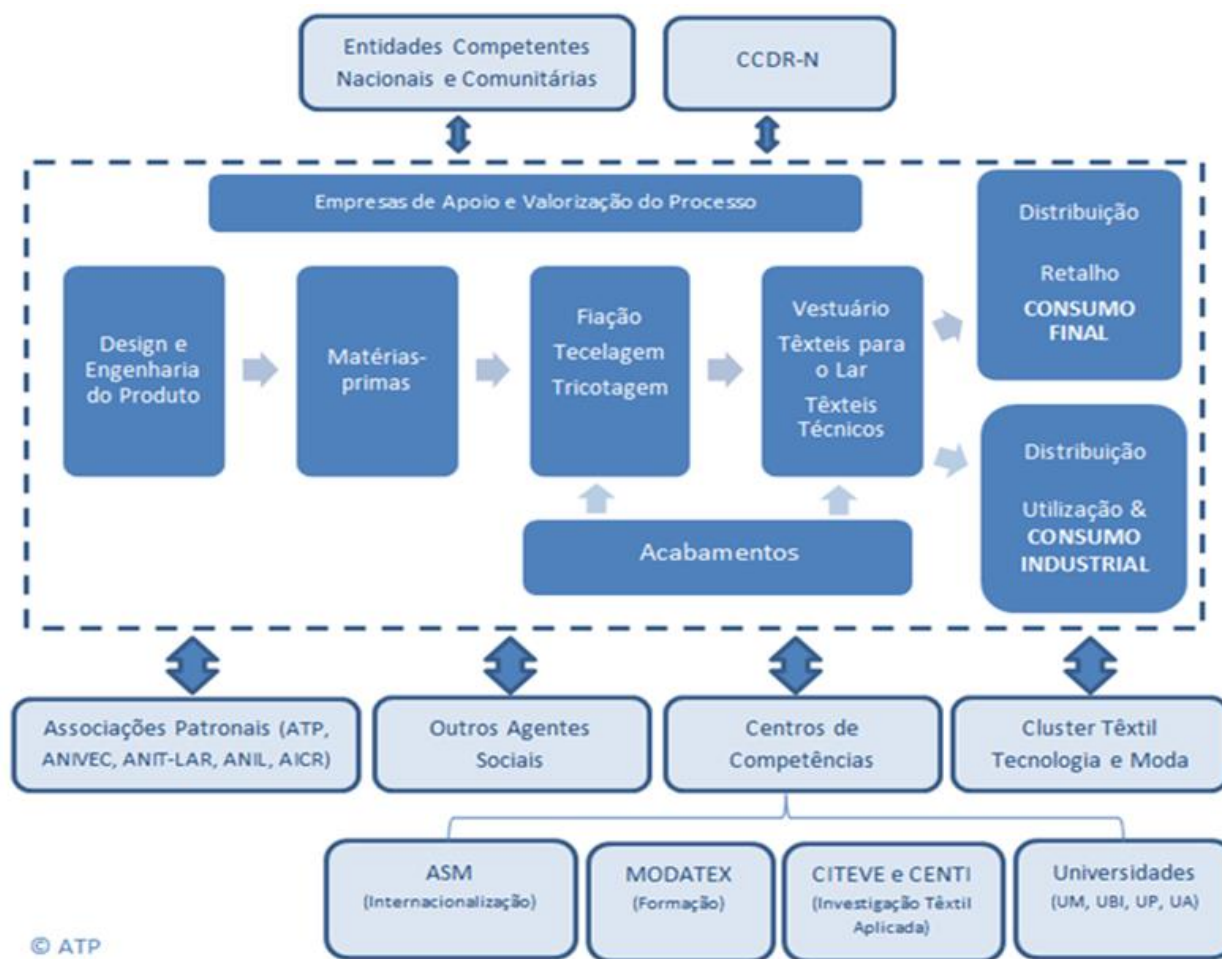 Entidades Competentes
Nacionais e Comunitárias
CCDR-N
Empresas de Apoio e Valorização do Processo
Design e
Engenharia
do Produto
Matérias-
primas
Fiação
Tecelagem
Tricotagem
Vestuário
Têxteis para
o Lar
Têxteis
Técnicos
Distribuição
Retalho
CONSUMO
FINAL
Distribuição
Utilização &
CONSUMO
INDUSTRIAL
Acabamentos
Associações Patronais (ATP,
ANIVEC, ANIT-LAR, ANIL, AICR)
Outros Agentes
Sociais
Centros de
Competências
Cluster Têxtil
Tecnologia e Moda
ASM
(Internacionalização)
MODATEX
(Formação)
CITEVE e CENTI
(Investigação Têxtil
Aplicada)
Universidades
(UM, UBI, UP, UA)
© ATP